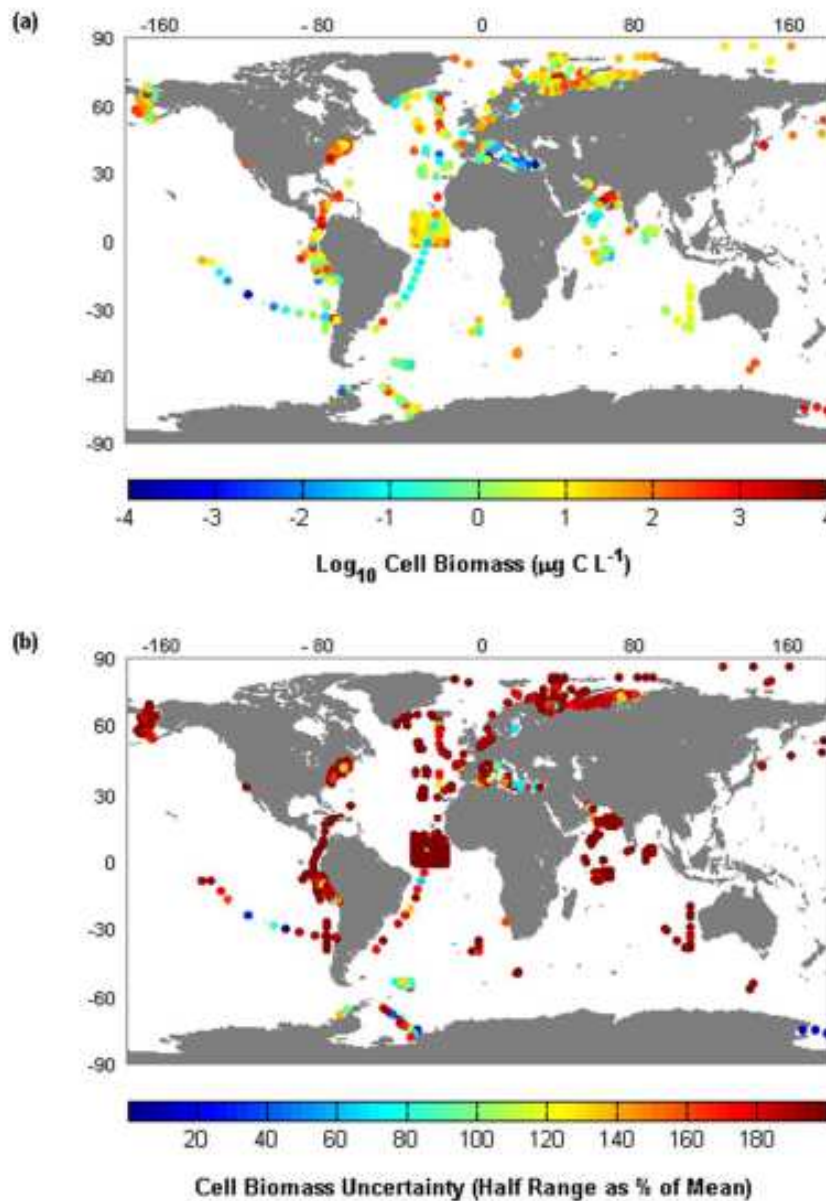 (a)
-160 -80 0 80 160
90
60
30
0
-30
-60
-90
-4 -3 -2 -1 0 1 2 3 4
Log10 Cell Biomass (μg C L-1)
(b)
-160 -80 0 80 160
90
60
30
0
-30
-60
-90
20 40 60 80 100 120 140 160 180
Cell Biomass Uncertainty (Half Range as % of Mean)